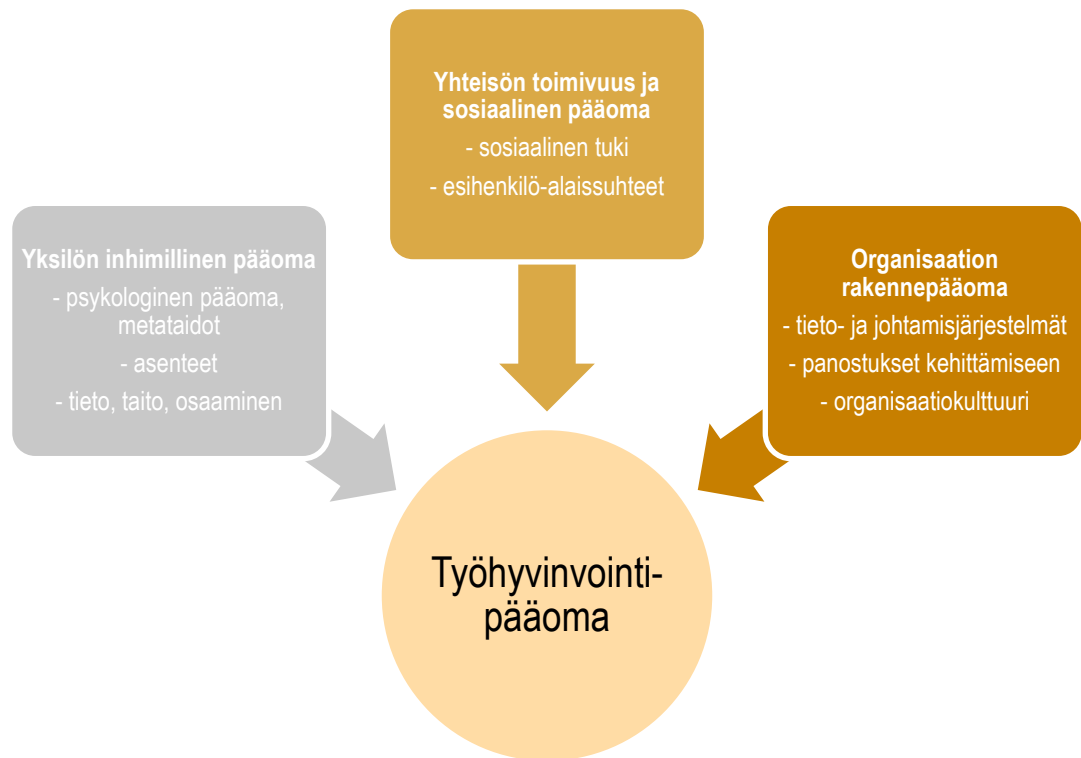 Yhteisön toimivuus ja
sosiaalinen pääoma
- sosiaalinen tuki
- esihenkilö-alaissuhteet
Yksilön inhimillinen pääoma
- psykologinen pääoma,
metataidot
- asenteet
- tieto, taito, osaaminen
Organisaation
rakennepääoma
- tieto- ja johtamisjärjestelmät
- panostukset kehittämiseen
- organisaatiokulttuuri
Työhyvinvointi-
pääoma